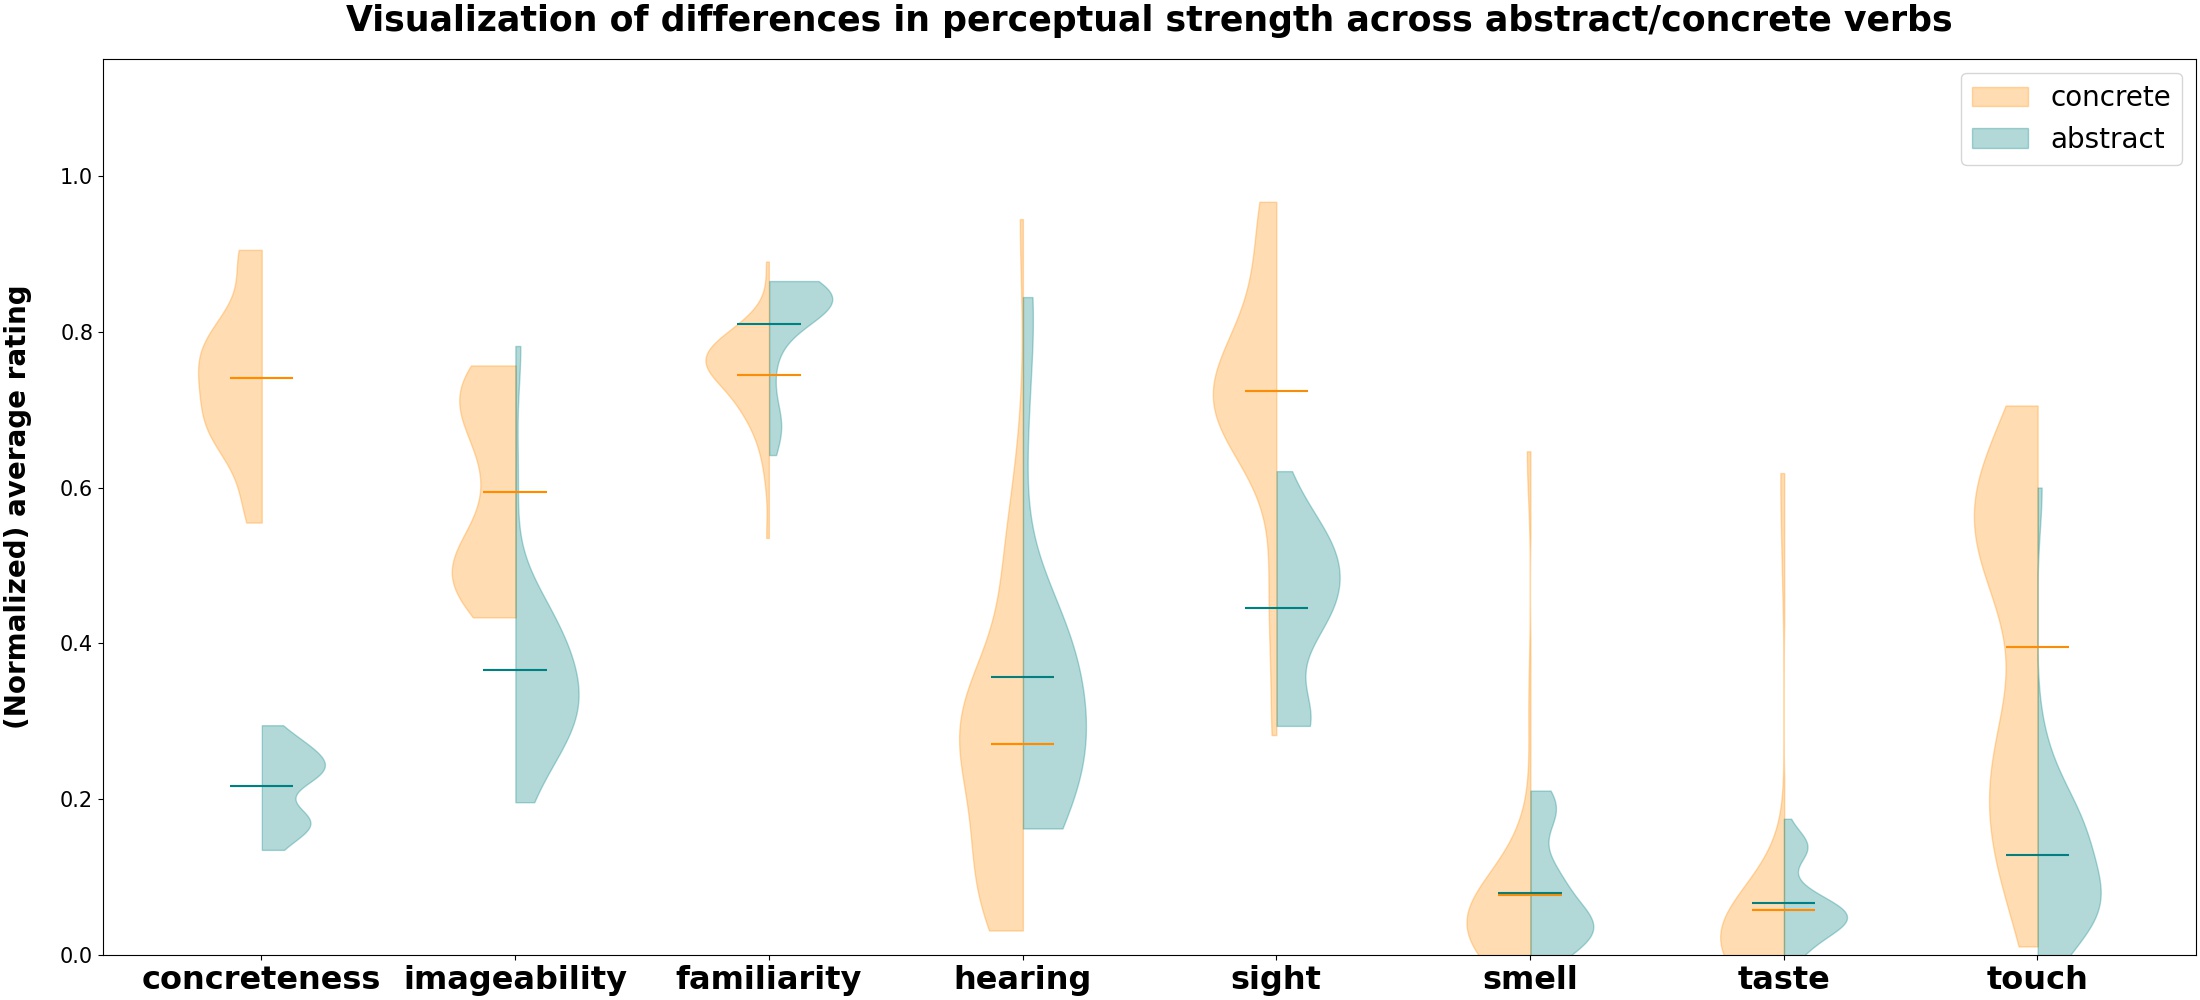 Visualization of differences in perceptual strength across abstract/concrete verbs
concrete
abstract
(Normalized) average rating
1.0
0.8
0.6
0.4
0.2
0.0
concreteness imageability familiarity hearing sight smell taste touch